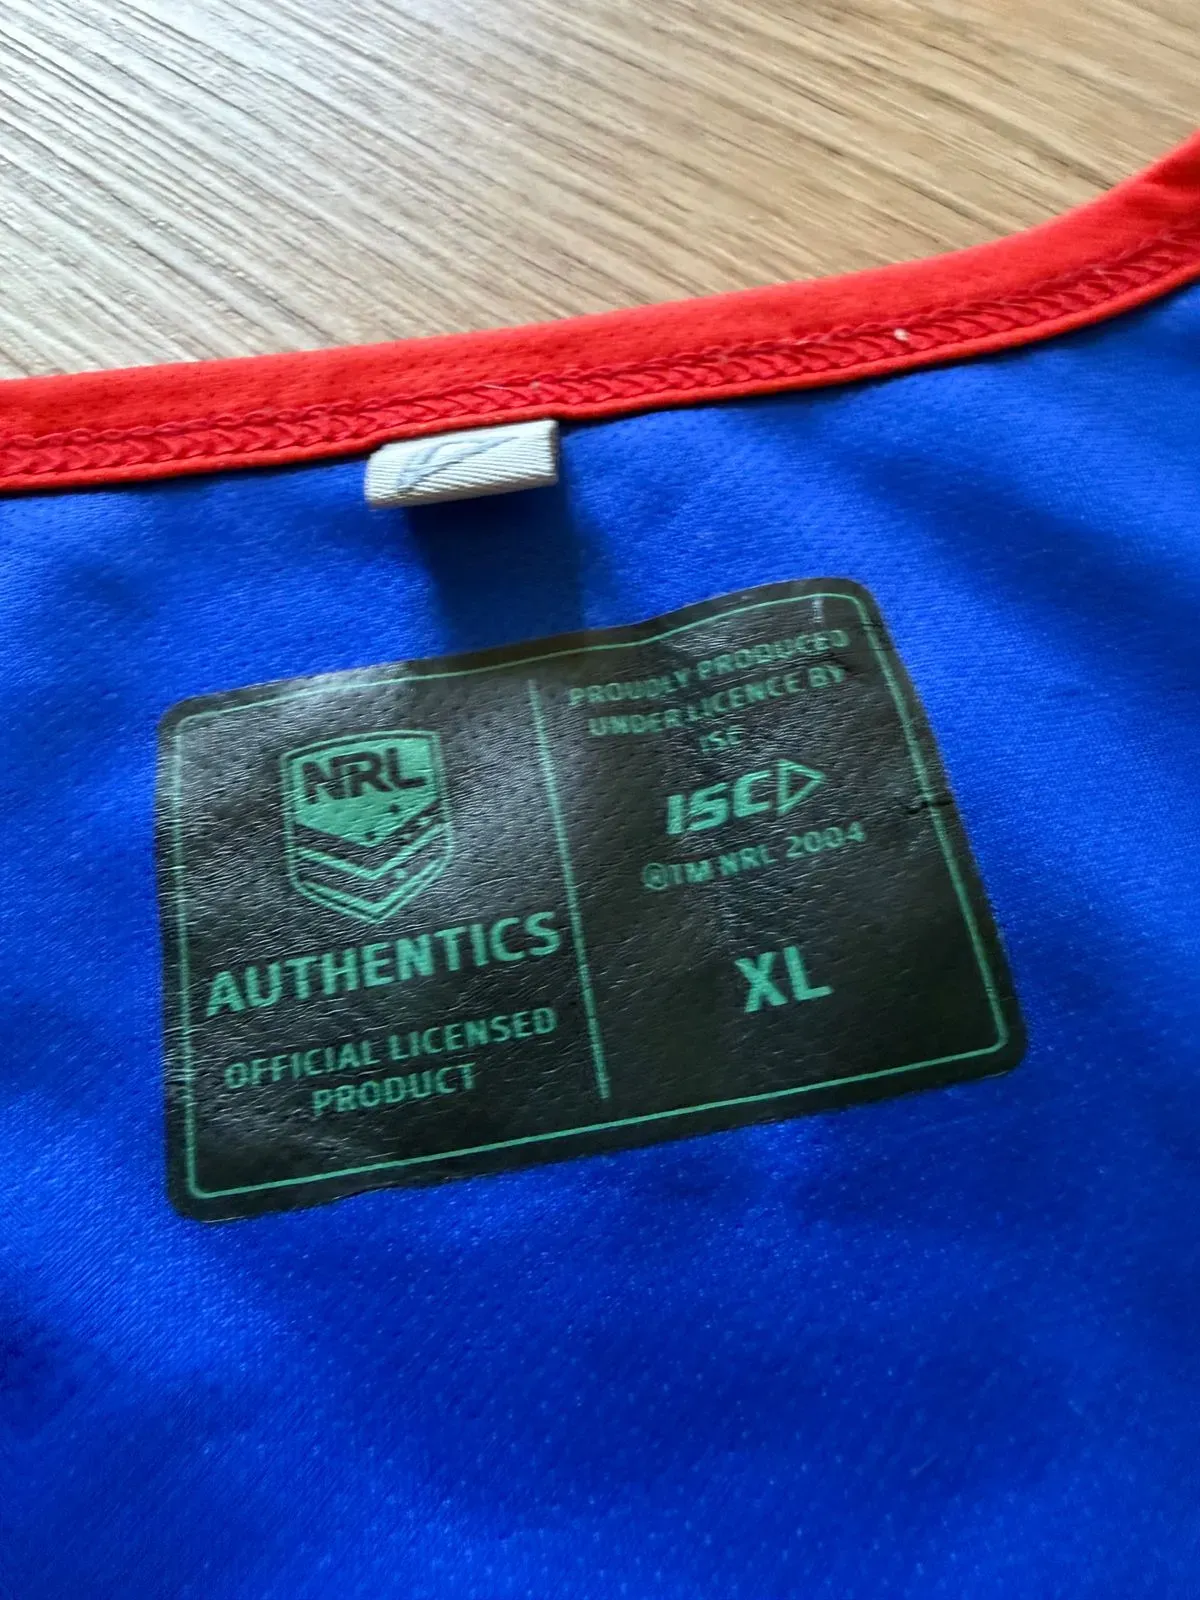 NRL
AUTHENTICS
OFFICIAL LICENSED
PRODUCT
PROUDLY PRODUCED
UNDER LICENCE BY
ISC
ISC
©TM NRL 2004
XL